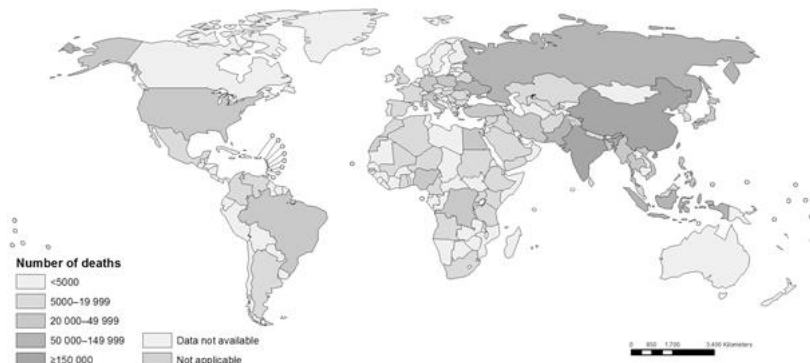 Number of deaths
<5000
5000–19 999
20 000–49 999
50 000–149 999
≥150 000
Data not available
Not applicable
0 850 1,700 3,400 Kilometers